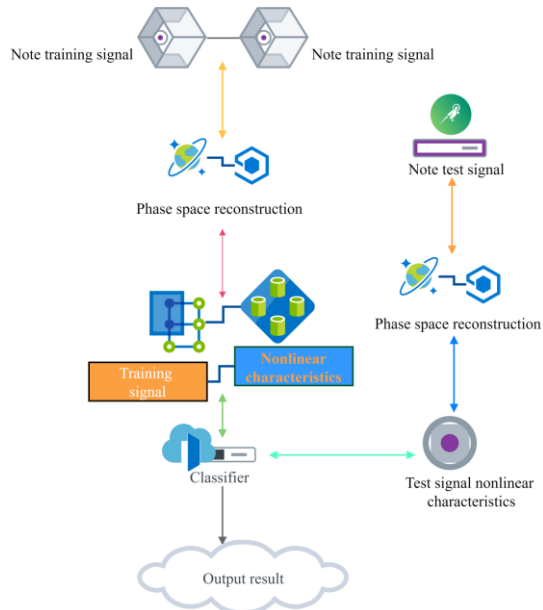 Note training signal
Note training signal
Note test signal
Phase space reconstruction
Phase space reconstruction
Nonlinear
characteristics
Training
signal
Classifier
Test signal nonlinear
characteristics
Output result